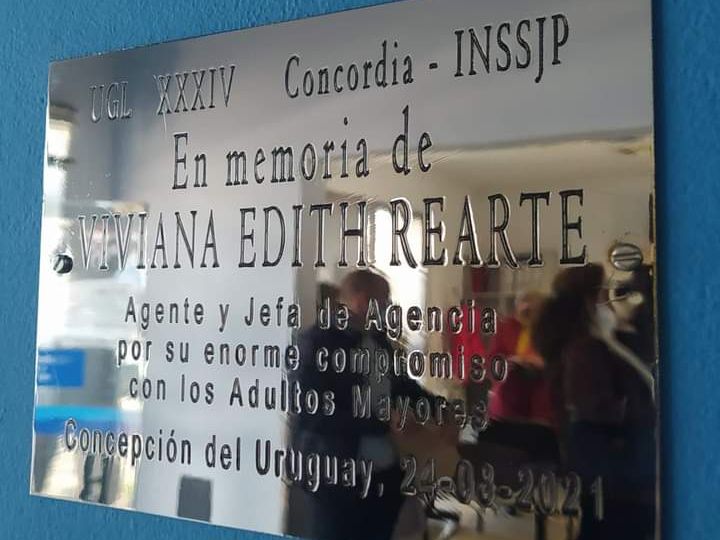 UGL XXXIV Concordia - INSSJP
En memoria de
VIVIANA EDITH REARTE
Agente y Jefa de Agencia
por su enorme compromiso
con los Adultos Mayores
Concepción del Uruguay, 24-08-2021